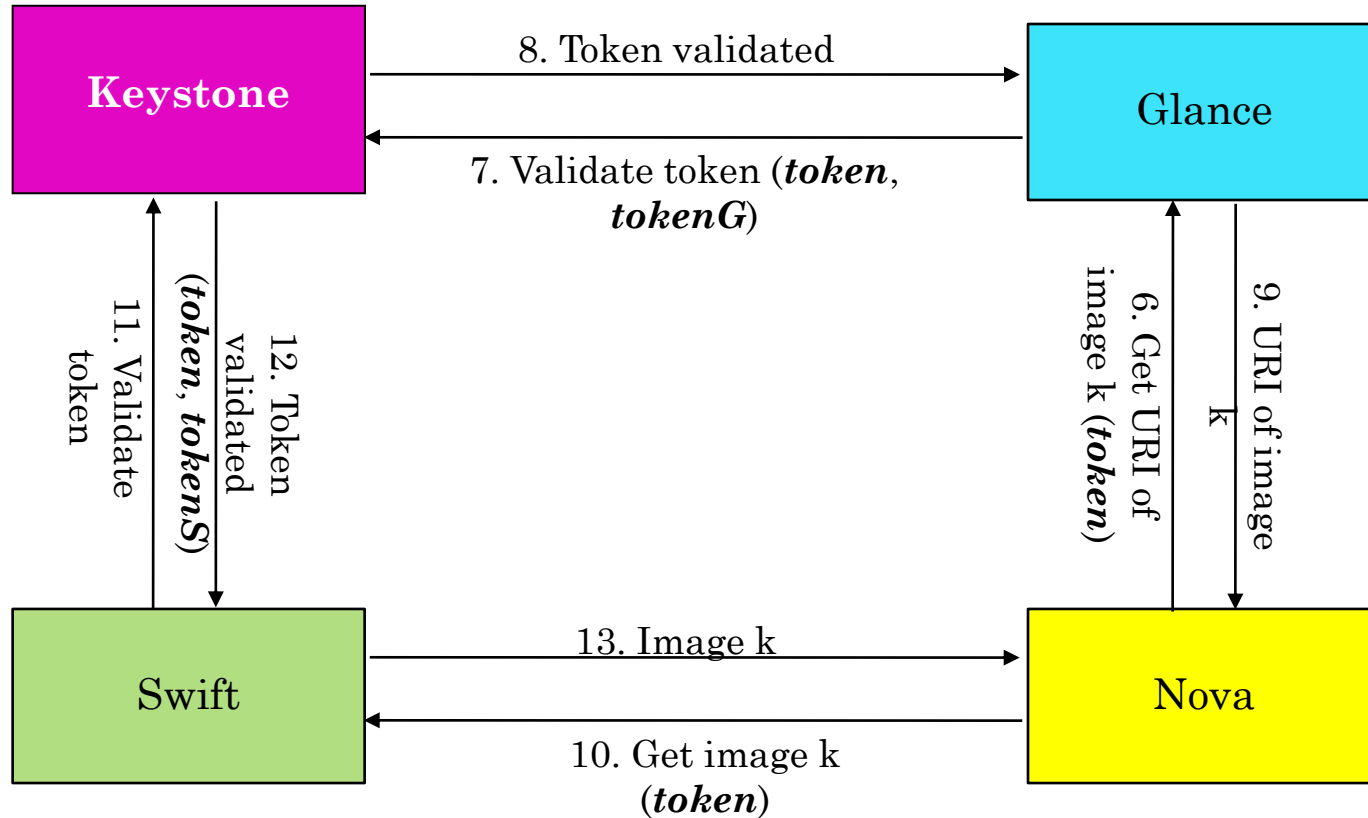 Keystone
8. Token validated
Glance
7. Validate token (token,
tokenG)
11. Validate
token
12. Token
validated
(token, tokenS)
6. Get URI of
image k (token)
9. URI of image
k
Swift
13. Image k
Nova
10. Get image k
(token)